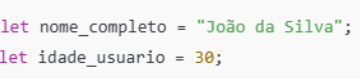 let nome_completo = "João da Silva";
let idade_usuario = 30;